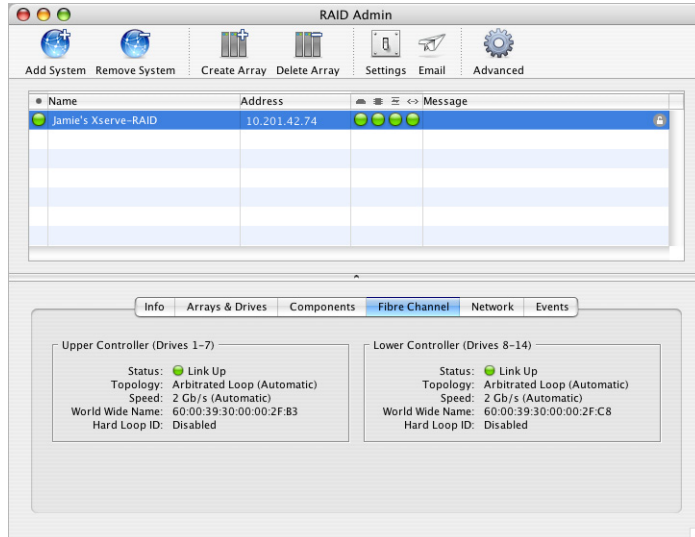 RAID Admin
Add System Remove System Create Array Delete Array Settings Email Advanced
Name Address Message
Jamie's Xserve-RAID 10.201.42.74
Info Arrays & Drives Components Fibre Channel Network Events
Upper Controller (Drives 1-7)
Status: Link Up
Topology: Arbitrated Loop (Automatic)
Speed: 2 Gb/s (Automatic)
World Wide Name: 60:00:39:30:00:00:2F:B3
Hard Loop ID: Disabled
Lower Controller (Drives 8-14)
Status: Link Up
Topology: Arbitrated Loop (Automatic)
Speed: 2 Gb/s (Automatic)
World Wide Name: 60:00:39:30:00:00:2F:C8
Hard Loop ID: Disabled